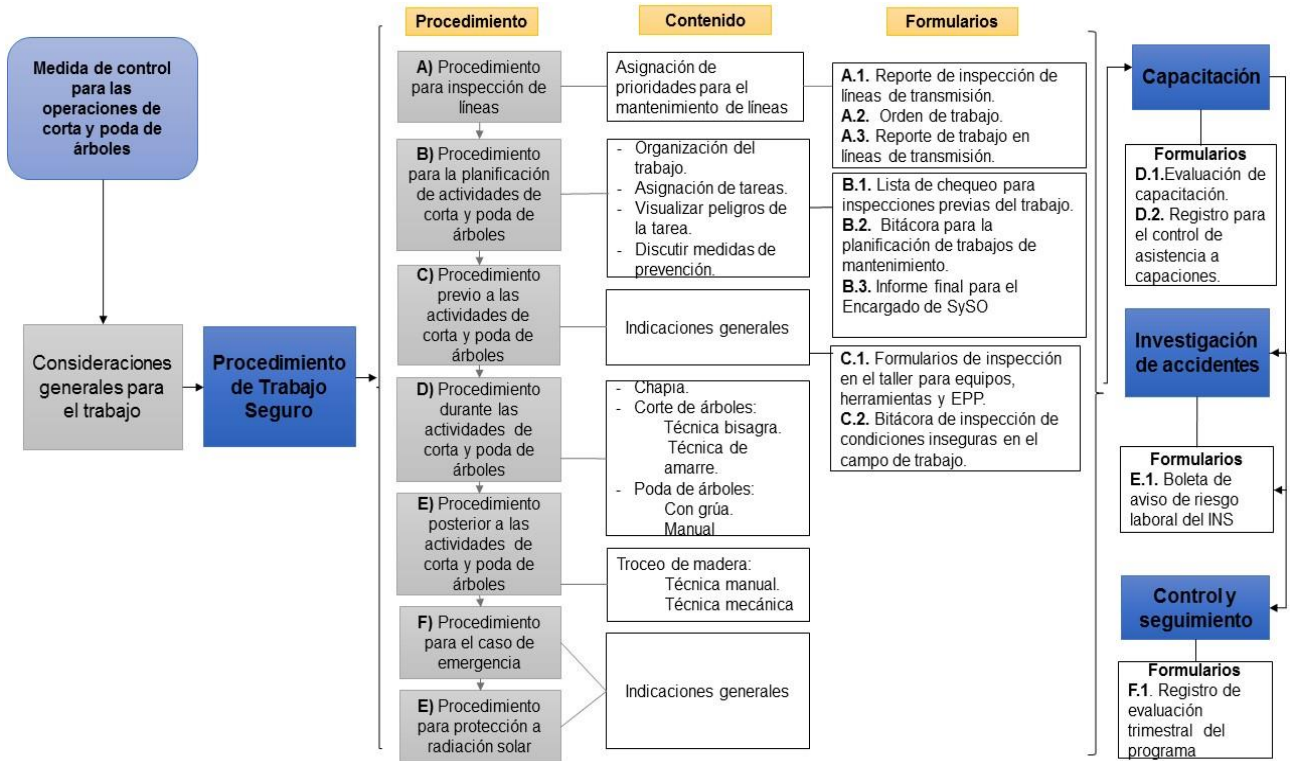 Medida de control
para las
operaciones de
corta y poda de
árboles
Consideraciones
generales para
el trabajo
Procedimiento
de Trabajo
Seguro
Procedimiento
A) Procedimiento
para inspección de
líneas
B) Procedimiento
para la planificación
de actividades de
corta y poda de
árboles
C) Procedimiento
previo a las
actividades de
corta y poda de
árboles
D) Procedimiento
durante las
actividades de
corta y poda de
árboles
E) Procedimiento
posterior a las
actividades de
corta y poda de
árboles
F) Procedimiento
para el caso de
emergencia
E) Procedimiento
para protección a
radiación solar
Contenido
Asignación de
prioridades para el
mantenimiento de líneas
- Organización del
trabajo.
- Asignación de tareas.
- Visualizar peligros de
la tarea.
- Discutir medidas de
prevención.
Indicaciones generales
- Chapia.
- Corte de árboles:
Técnica bisagra.
Técnica de
amarre.
- Poda de árboles:
Con grúa.
Manual
Troceo de madera:
Técnica manual.
Técnica mecánica
Indicaciones generales
Formularios
A.1. Reporte de inspección de
líneas de transmisión.
A.2. Orden de trabajo.
A.3. Reporte de trabajo en
líneas de transmisión.
B.1. Lista de chequeo para
inspecciones previas del trabajo.
B.2. Bitácora para la
planificación de trabajos de
mantenimiento.
B.3. Informe final para el
Encargado de SySO
C.1. Formularios de inspección
en el taller para equipos,
herramientas y EPP.
C.2. Bitácora de inspección de
condiciones inseguras en el
campo de trabajo.
Capacitación
Formularios
D.1.Evaluación de
capacitación.
D.2. Registro para
el control de
asistencia a
capaciones.
Investigación
de accidentes
Formularios
E.1. Boleta de
aviso de riesgo
laboral del INS
Control y
seguimiento
Formularios
F.1. Registro de
evaluación
trimestral del
programa